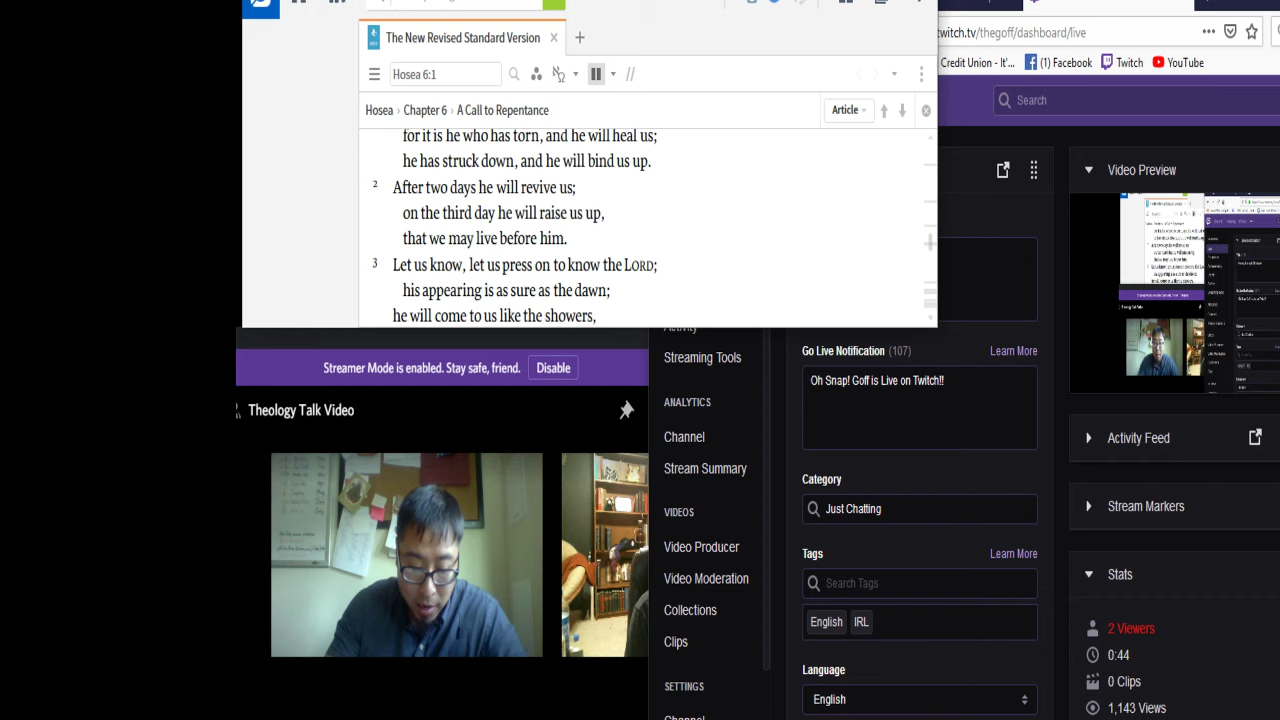 The New Revised Standard Version
Hosea 6:1
Hosea › Chapter 6 › A Call to Repentance
Article
for it is he who has torn, and he will heal us;
he has struck down, and he will bind us up.
2 After two days he will revive us;
on the third day he will raise us up,
that we may live before him.
3 Let us know, let us press on to know the LORD;
his appearing is as sure as the dawn;
he will come to us like the showers,
twitch.tv/thegoff/dashboard/live
Credit Union - It'... (1) Facebook Twitch YouTube
Search
Streamer Mode is enabled. Stay safe, friend. Disable
Theology Talk Video
Activity
Streaming Tools
ANALYTICS
Channel
Stream Summary
VIDEOS
Video Producer
Video Moderation
Collections
Clips
SETTINGS
Channel
Go Live Notification (107) Learn More
Oh Snap! Goff is Live on Twitch!!
Category
Just Chatting
Tags Learn More
Search Tags
English IRL
Language
English
Video Preview
Activity Feed
Stream Markers
Stats
2 Viewers
0:44
0 Clips
1,143 Views